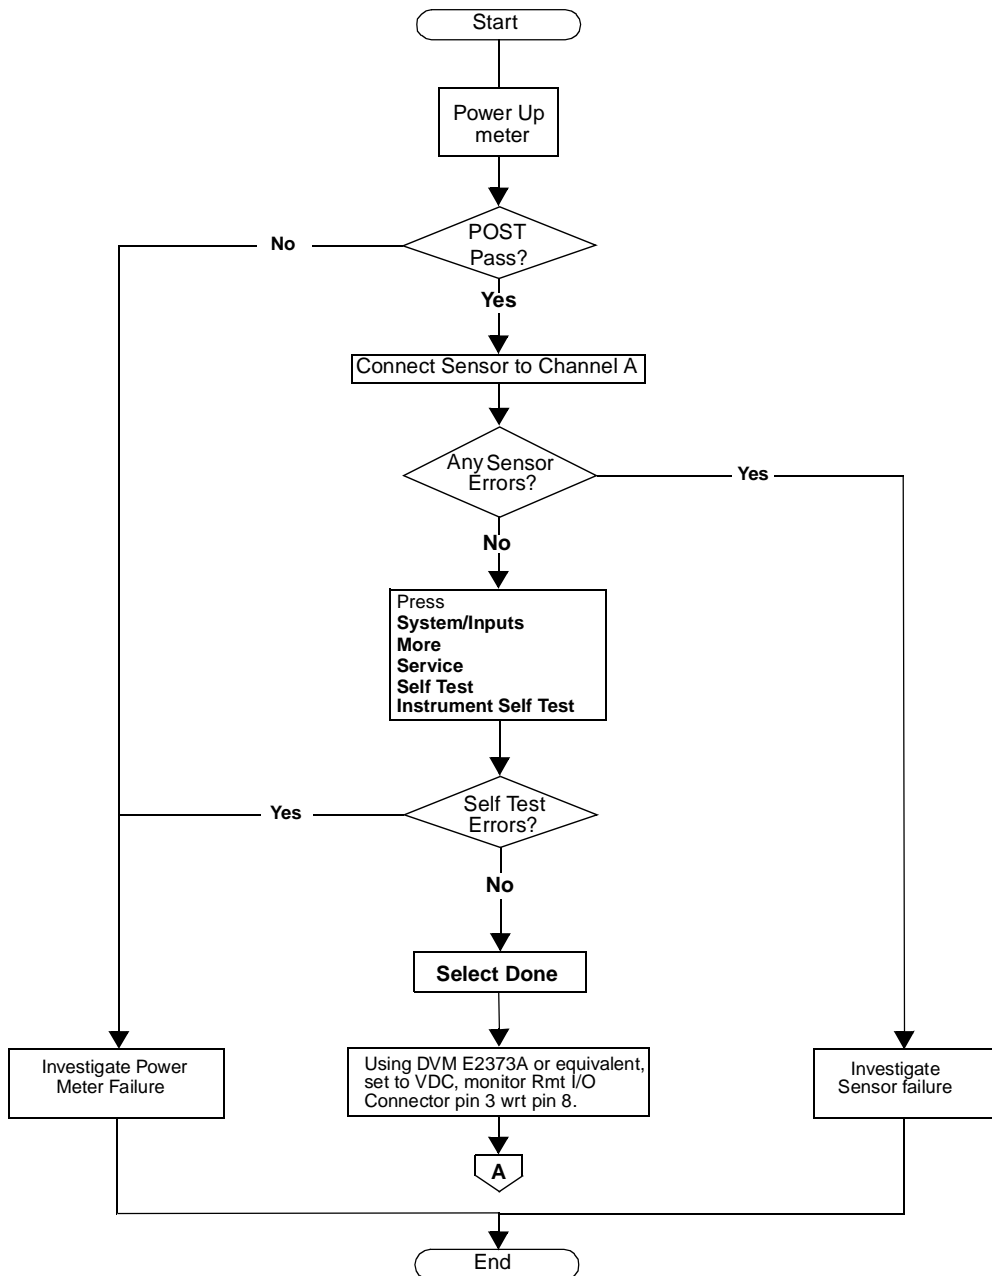 Start
Power Up
meter
POST
Pass?
No
Yes
Connect Sensor to Channel A
Any Sensor
Errors?
Yes
No
Press
System/Inputs
More
Service
Self Test
Instrument Self Test
Self Test
Errors?
Yes
No
Select Done
Investigate Power
Meter Failure
Using DVM E2373A or equivalent,
set to VDC, monitor Rmt I/O
Connector pin 3 wrt pin 8.
Investigate
Sensor failure
A
End